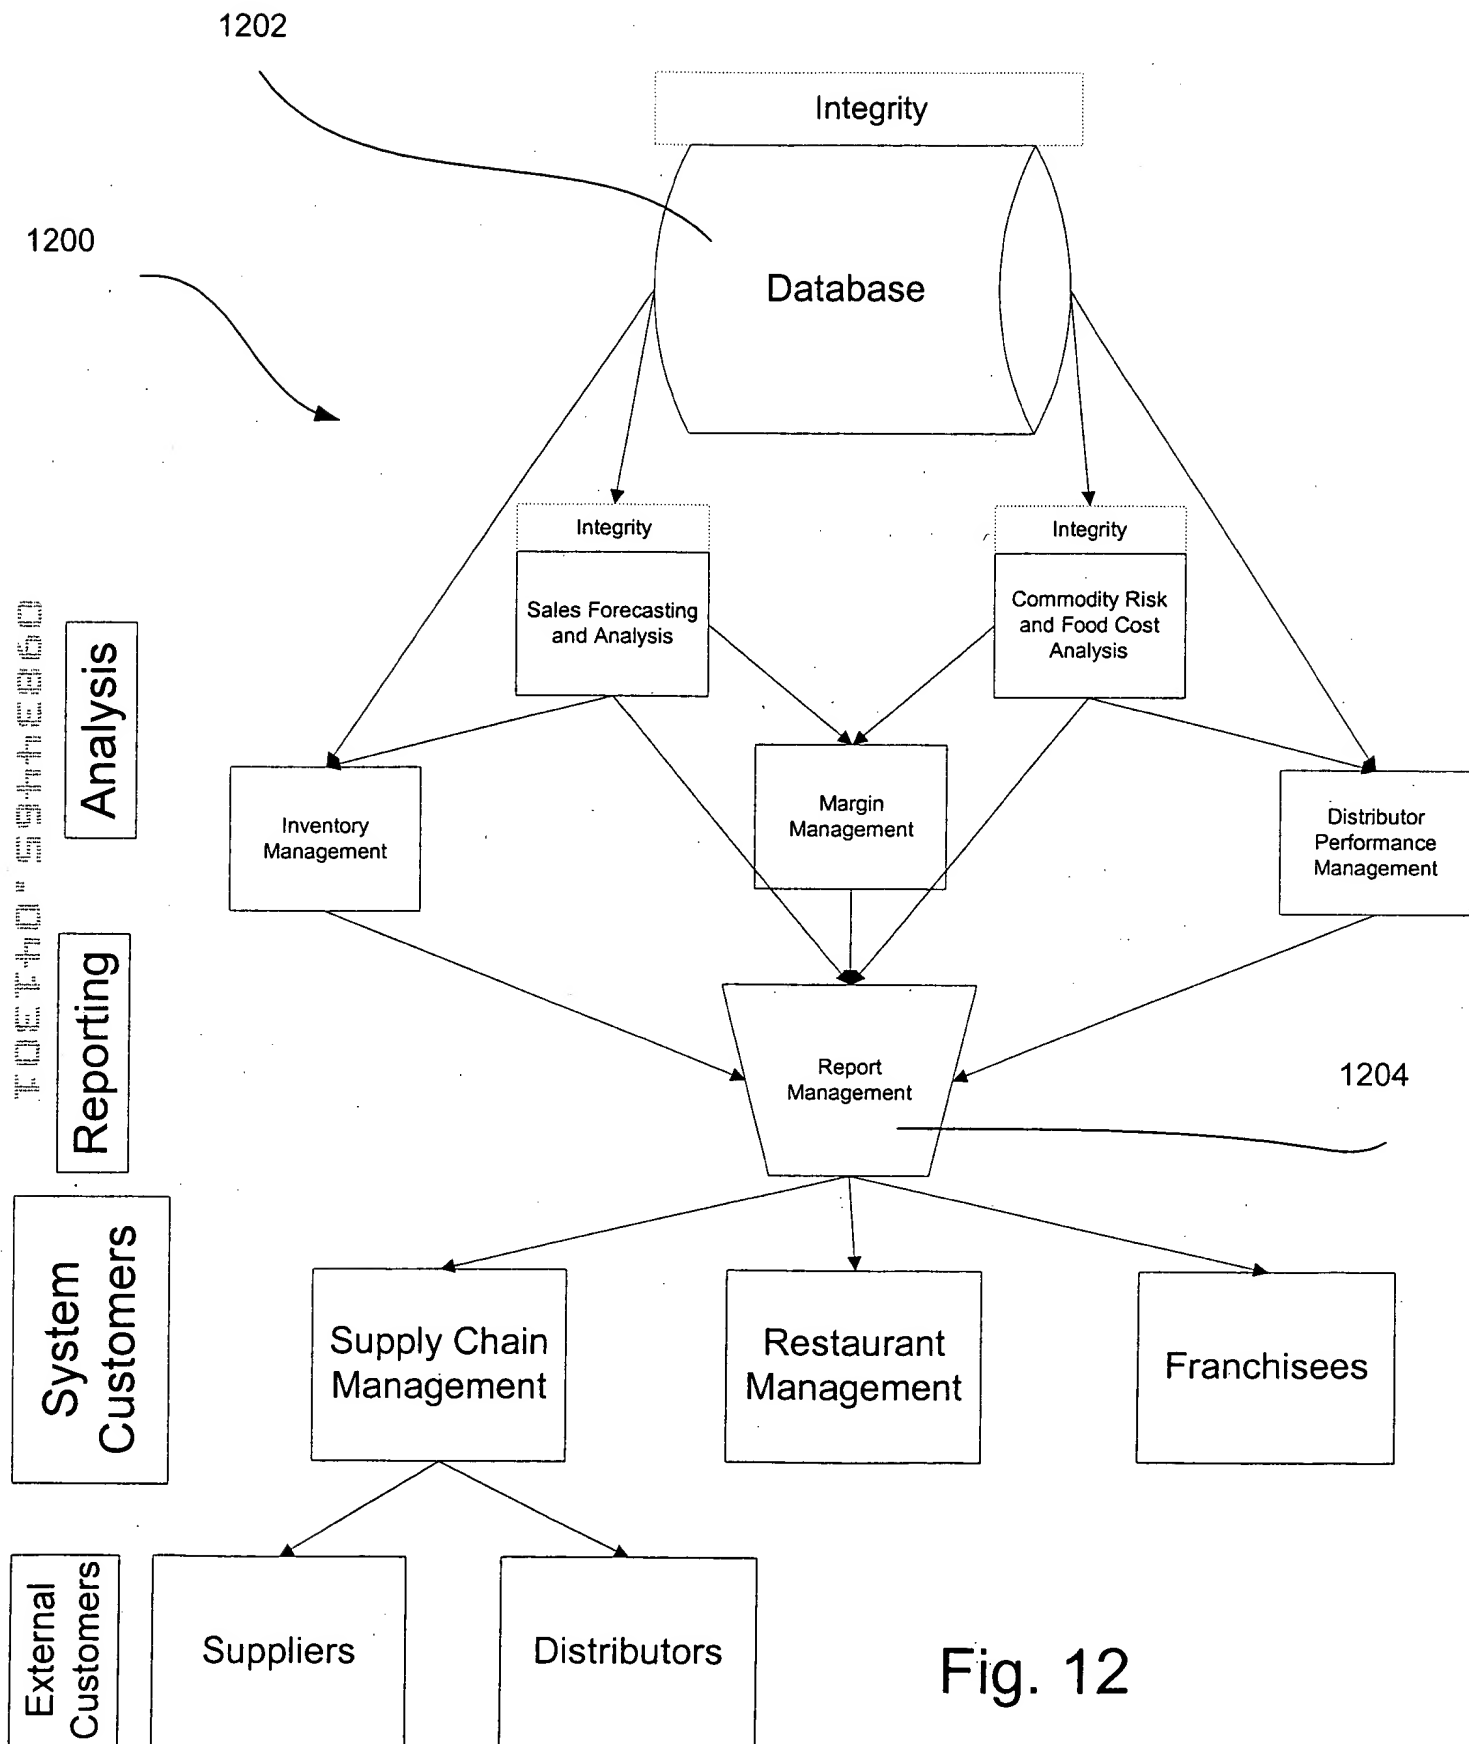 1202
Integrity
1200
Database
Integrity
Integrity
Sales Forecasting
and Analysis
Commodity Risk
and Food Cost
Analysis
Analysis
Inventory
Management
Margin
Management
Distributor
Performance
Management
Reporting
Report
Management
1204
System
Customers
Supply Chain
Management
Restaurant
Management
Franchisees
External
Customers
Suppliers
Distributors
Fig. 12